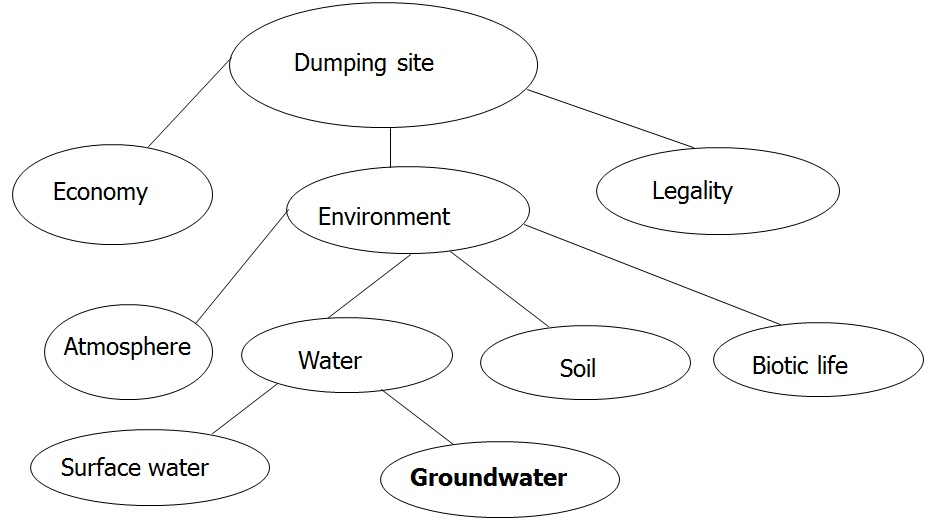 Dumping site
Economy
Environment
Legality
Atmosphere
Water
Soil
Biotic life
Surface water
Groundwater